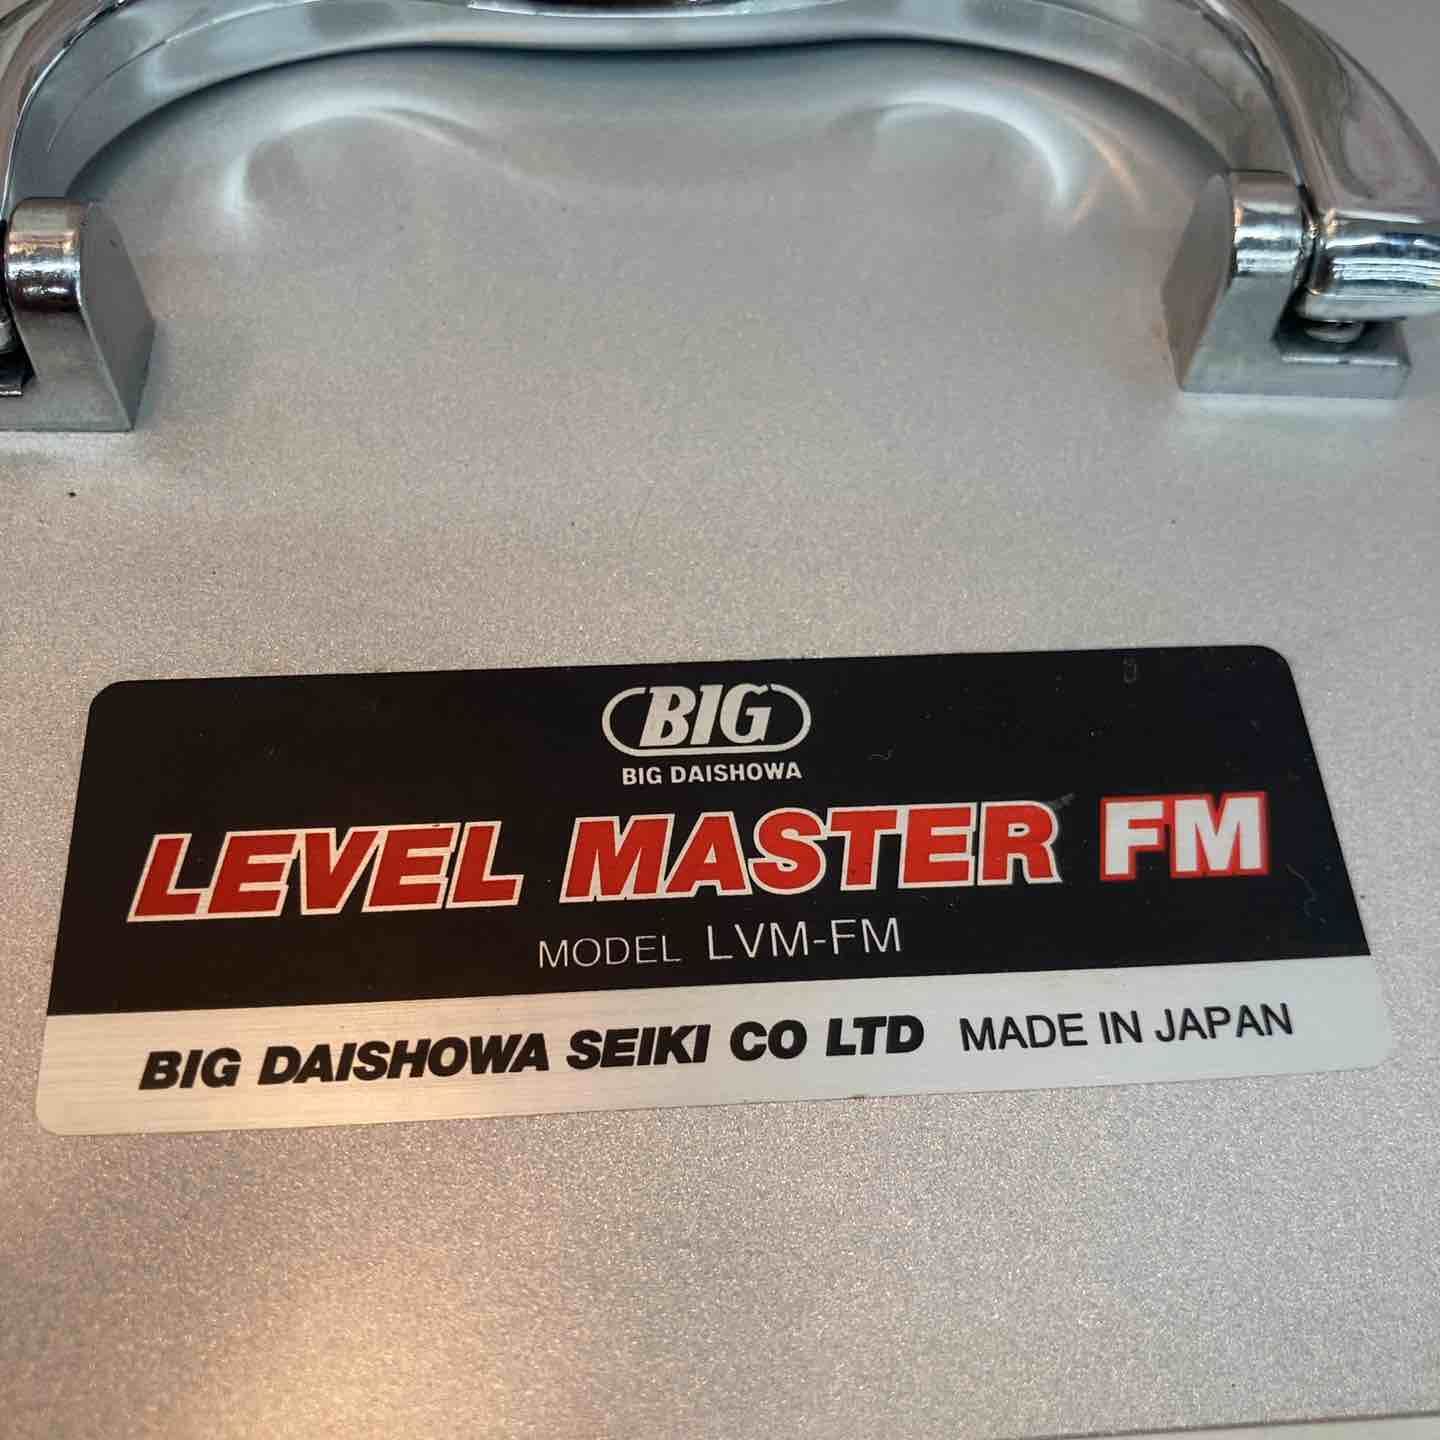 BIG
BIG DAISHOWA
LEVEL MASTER FM
MODEL LVM-FM
BIG DAISHOWA SEIKI CO LTD MADE IN JAPAN